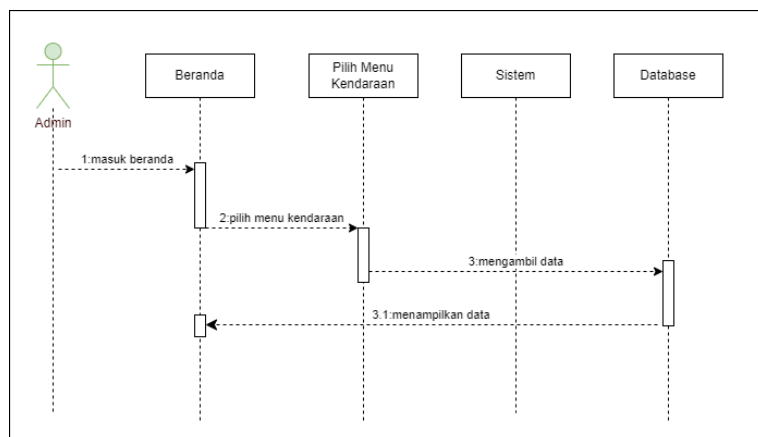 Admin
Beranda
Pilih Menu
Kendaraan
Sistem
Database
1:masuk beranda
2:pilih menu kendaraan
3:mengambil data
3.1:menampilkan data